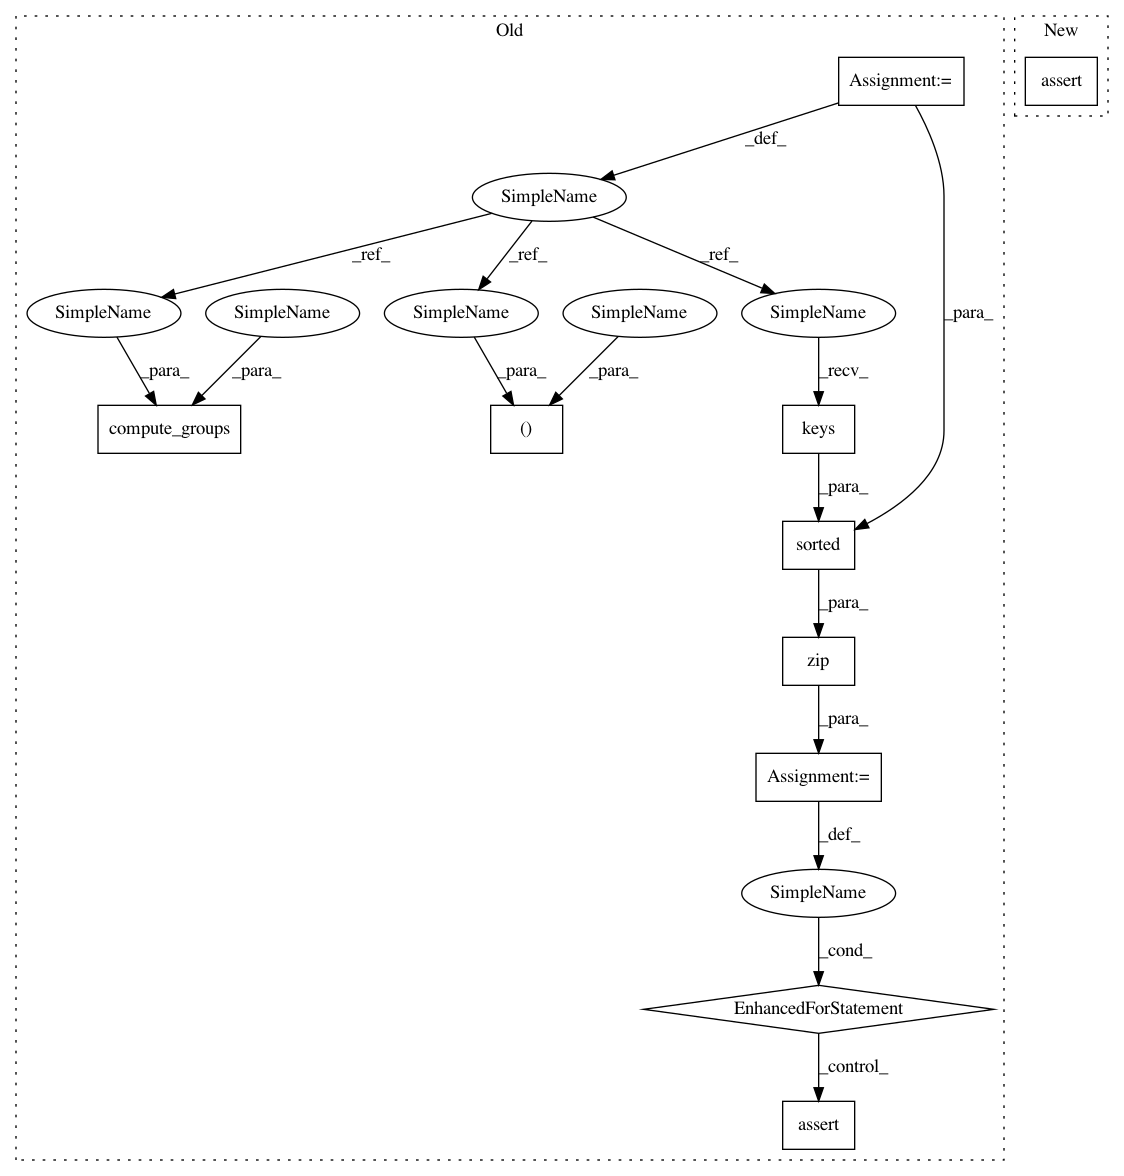 Old
New
Assignment:=
assert
_def_
SimpleName
_ref_
_ref_
_ref_
SimpleName
SimpleName
SimpleName
SimpleName
SimpleName
_para_
_para_
_para_
_para_
_para_
_recv_
compute_groups
()
keys
_para_
sorted
_para_
zip
_para_
Assignment:=
_def_
SimpleName
_cond_
EnhancedForStatement
_control_
assert